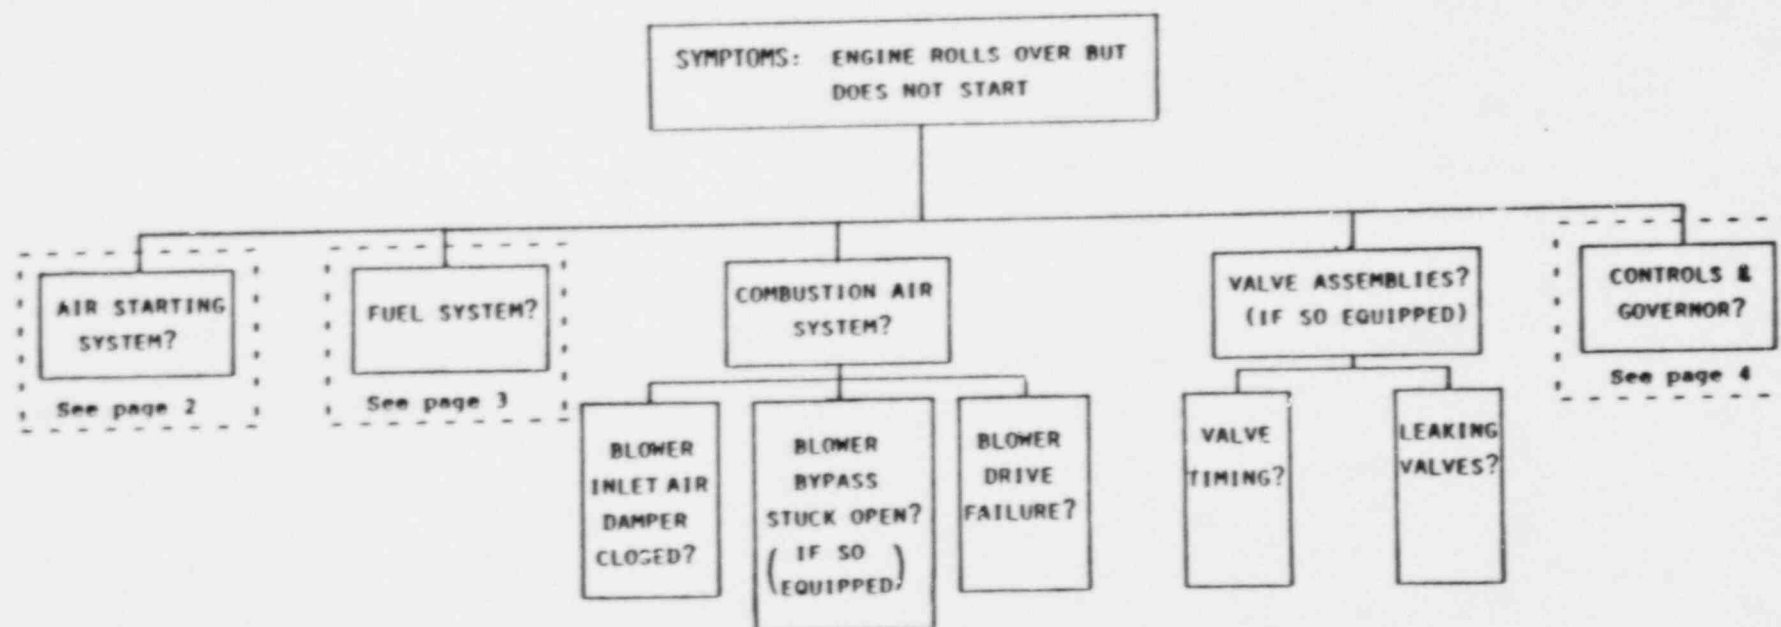 SYMPTOMS: ENGINE ROLLS OVER BUT
DOES NOT START
AIR STARTING
SYSTEM?
See page 2
FUEL SYSTEM?
See page 3
COMBUSTION AIR
SYSTEM?
VALVE ASSEMBLIES?
(IF SO EQUIPPED)
CONTROLS &
GOVERNOR?
See page 4
BLOWER
INLET AIR
DAMPER
CLOSED?
BLOWER
BYPASS
STUCK OPEN?
(IF SO
EQUIPPED)
BLOWER
DRIVE
FAILURE?
VALVE
TIMING?
LEAKING
VALVES?